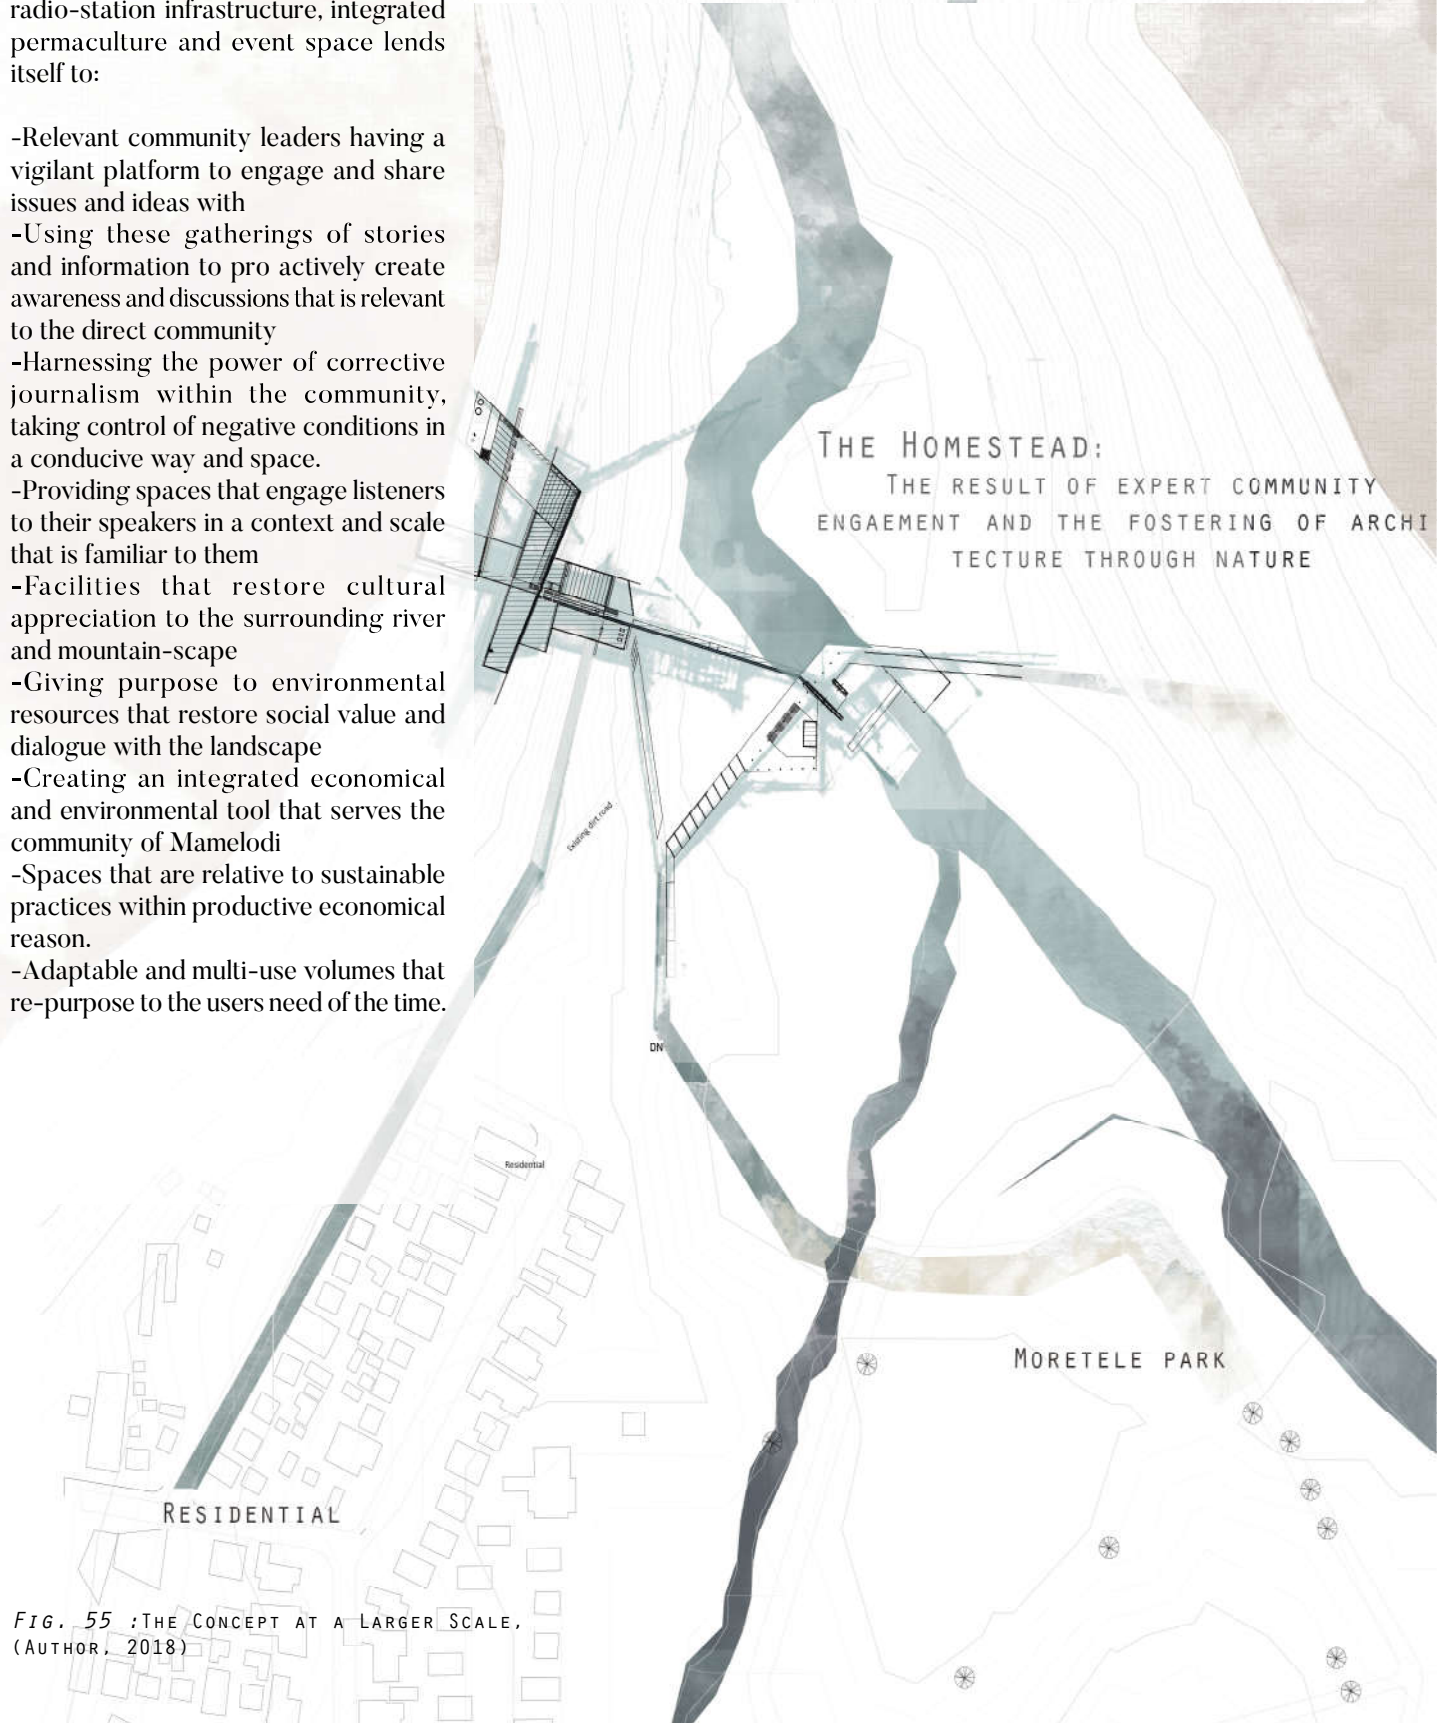 radio-station infrastructure, integrated
permaculture and event space lends
itself to:
-Relevant community leaders having a
vigilant platform to engage and share
issues and ideas with
-Using these gatherings of stories
and information to pro actively create
awareness and discussions that is relevant
to the direct community
-Harnessing the power of corrective
journalism within the community,
taking control of negative conditions in
a conducive way and space.
-Providing spaces that engage listeners
to their speakers in a context and scale
that is familiar to them
-Facilities that restore cultural
appreciation to the surrounding river
and mountain-scape
-Giving purpose to environmental
resources that restore social value and
dialogue with the landscape
-Creating an integrated economical
and environmental tool that serves the
community of Mamelodi
-Spaces that are relative to sustainable
practices within productive economical
reason.
-Adaptable and multi-use volumes that
re-purpose to the users need of the time.
THE HOMESTEAD:
THE RESULT OF EXPERT COMMUNITY
ENGAEMENT AND THE FOSTERING OF ARCHI
TECTURE THROUGH NATURE
Existing dirt road
DN
Residential
MORETELE PARK
RESIDENTIAL
FIG. 55 :THE CONCEPT AT A LARGER SCALE,
(AUTHOR, 2018)